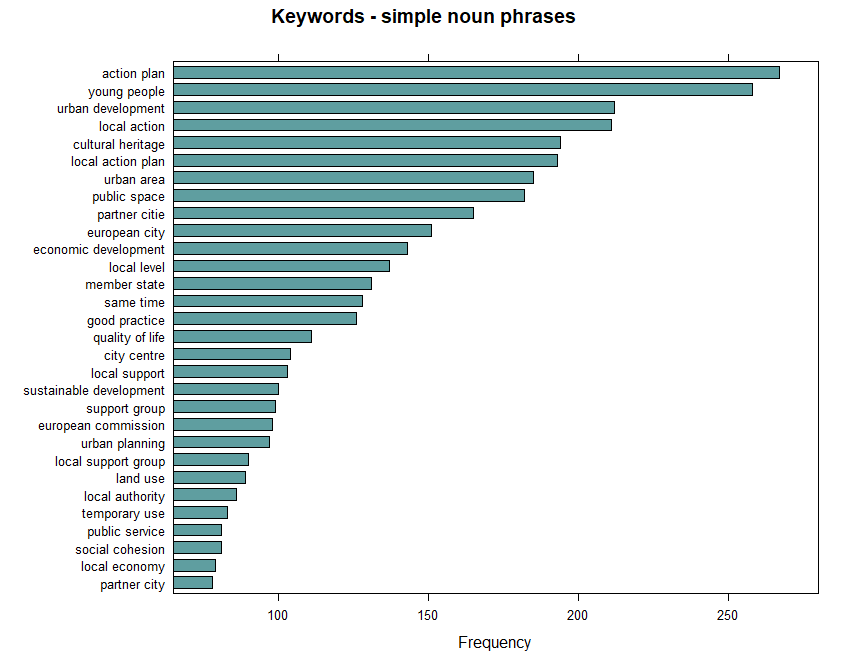 Keywords - simple noun phrases
action plan
young people
urban development
local action
cultural heritage
local action plan
urban area
public space
partner citie
european city
economic development
local level
member state
same time
good practice
quality of life
city centre
local support
sustainable development
support group
european commission
urban planning
local support group
land use
local authority
temporary use
public service
social cohesion
local economy
partner city
100 150 200 250
Frequency